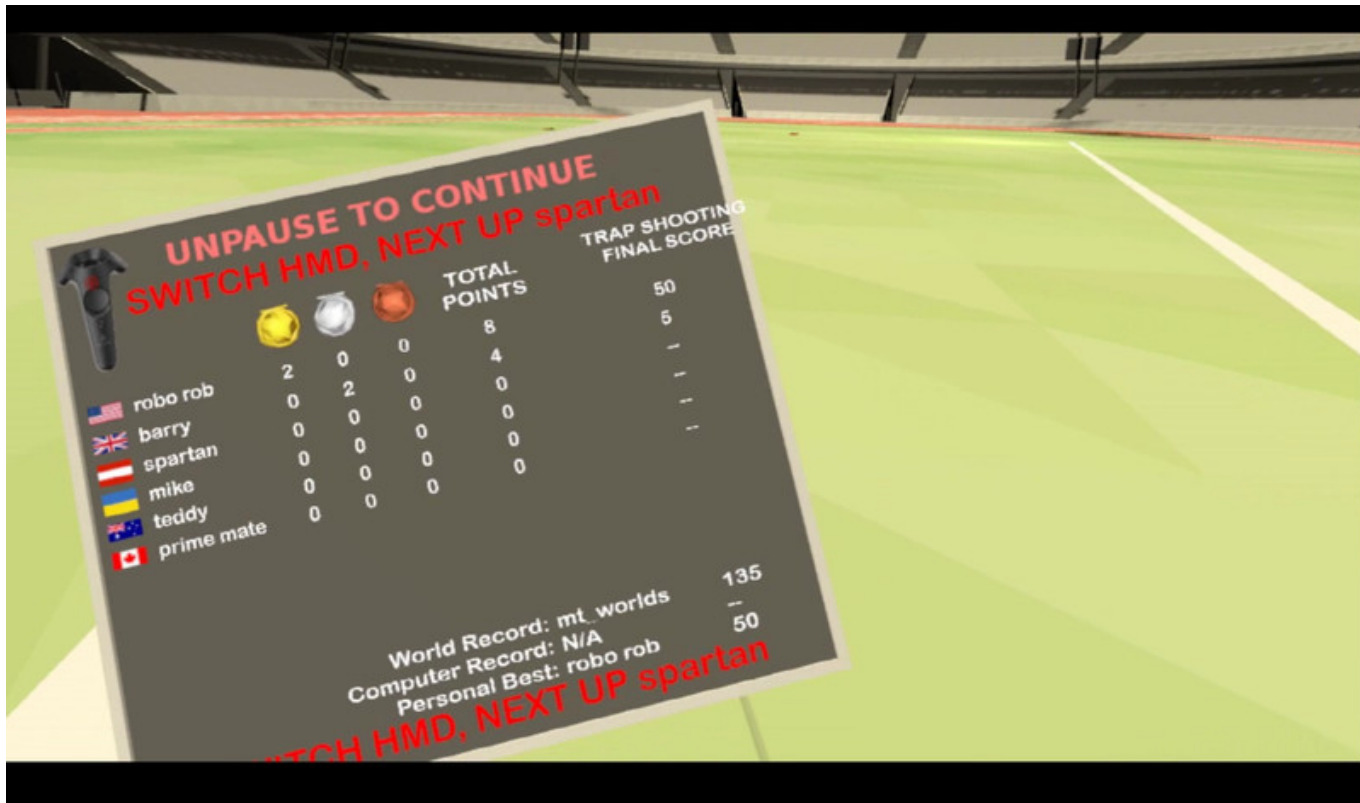 UNPAUSE TO CONTINUE
SWITCH HMD, NEXT UP spartan
TOTAL POINTS TRAP SHOOTING FINAL SCORE
robo rob 2 0 0 8 50
barry 0 2 0 4 5
spartan 0 0 0 0 --
mike 0 0 0 0 --
teddy 0 0 0 0 --
prime mate 0 0 0 0 --
World Record: mt_worlds 135
Computer Record: N/A --
Personal Best: robo rob 50
SWITCH HMD, NEXT UP spartan